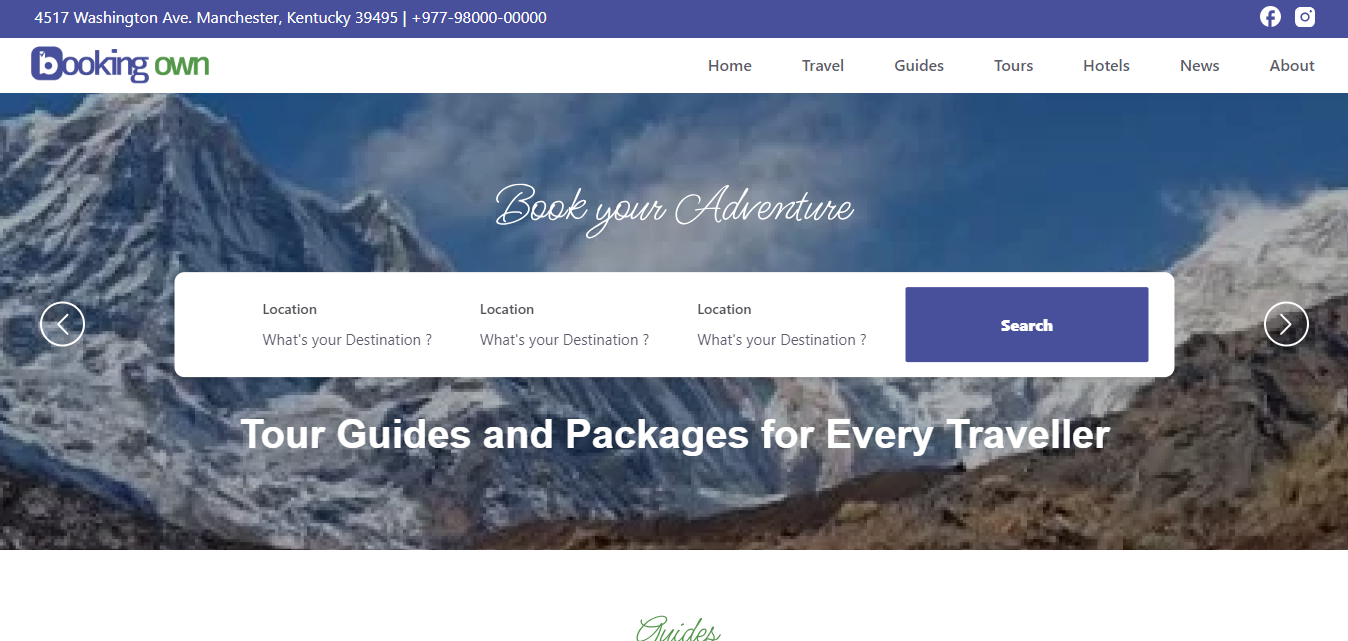 4517 Washington Ave. Manchester, Kentucky 39495 | +977-98000-00000
booking own
Home Travel Guides Tours Hotels News About
Book your Adventure
Location Location Location
What's your Destination ? What's your Destination ? What's your Destination ?
Search
Tour Guides and Packages for Every Traveller
Guides